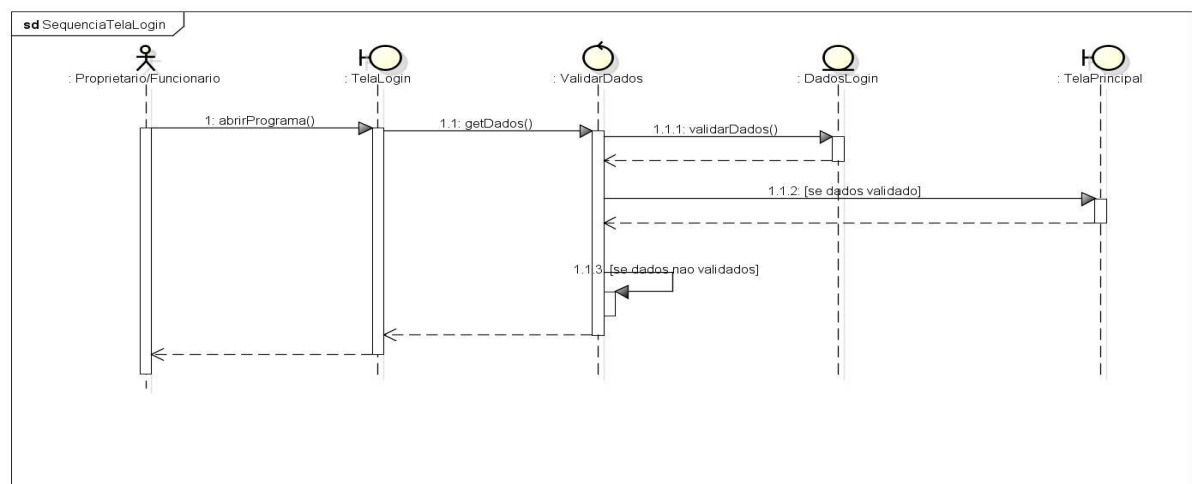 sd SequenciaTelaLogin
: Proprietario/Funcionario
: TelaLogin
: ValidarDados
: DadosLogin
: TelaPrincipal
1: abrirPrograma()
1.1: getDados()
1.1.1: validarDados()
1.1.2: [se dados validado]
1.1.3: [se dados nao validados]